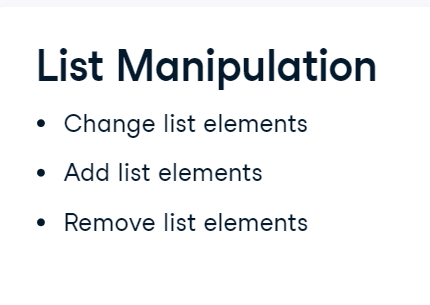 List Manipulation
• Change list elements
• Add list elements
• Remove list elements